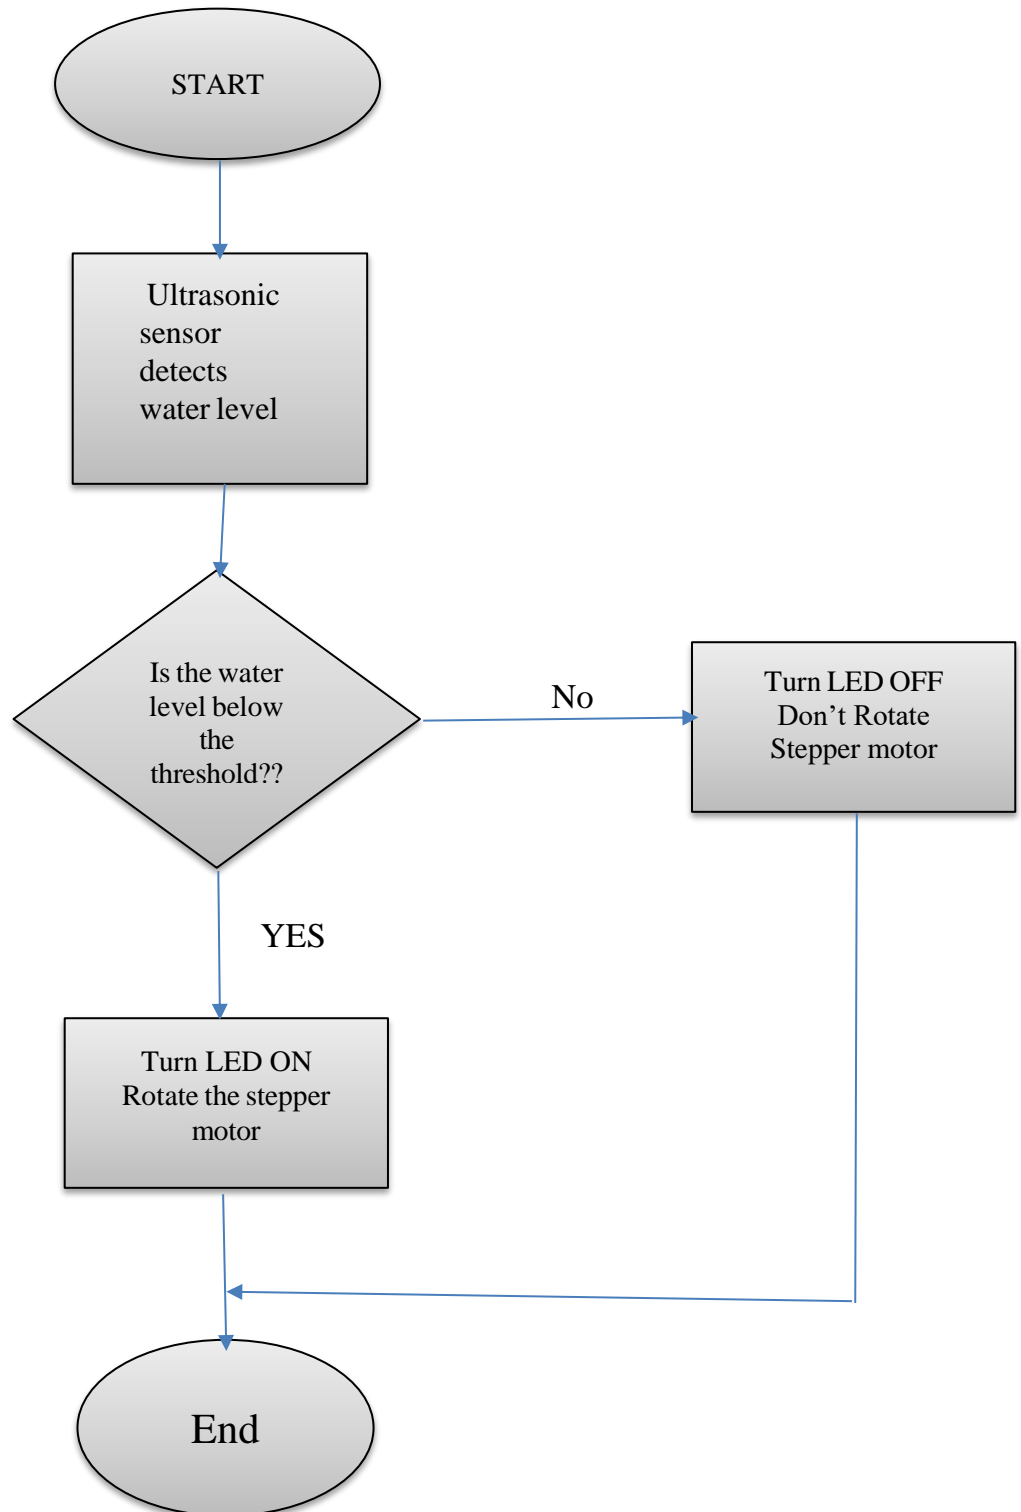 START
Ultrasonic
sensor
detects
water level
Is the water
level below
the
threshold??
No
Turn LED OFF
Don’t Rotate
Stepper motor
YES
Turn LED ON
Rotate the stepper
motor
End